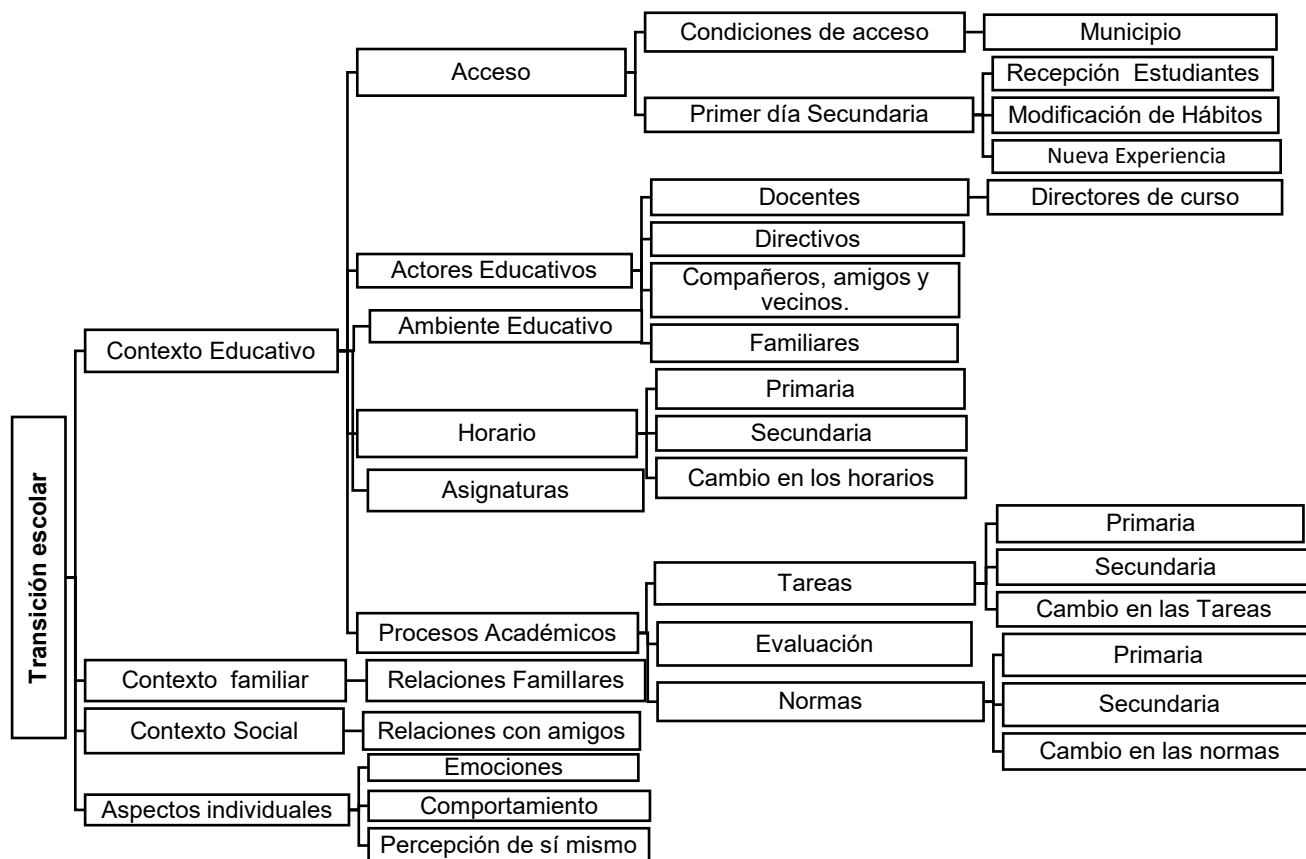 Transición escolar
Contexto Educativo
Acceso
Condiciones de acceso
Municipio
Primer día Secundaria
Recepción Estudiantes
Modificación de Hábitos
Nueva Experiencia
Actores Educativos
Docentes
Directores de curso
Directivos
Compañeros, amigos y
vecinos.
Familiares
Ambiente Educativo
Horario
Primaria
Secundaria
Cambio en los horarios
Asignaturas
Procesos Académicos
Tareas
Primaria
Secundaria
Cambio en las Tareas
Evaluación
Normas
Primaria
Secundaria
Cambio en las normas
Contexto familiar
Relaciones Famillares
Contexto Social
Relaciones con amigos
Aspectos individuales
Emociones
Comportamiento
Percepción de sí mismo